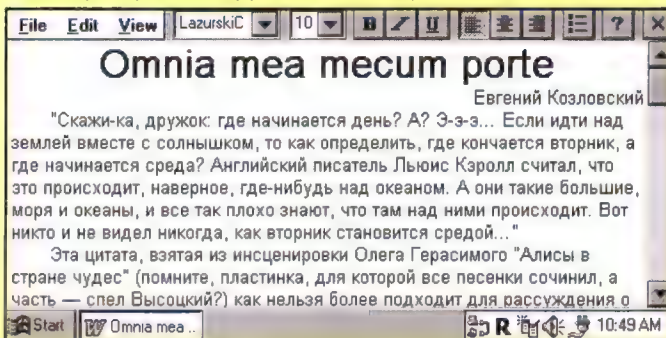 File Edit View LazurskiC 10 B I U ? X
Omnia mea mecum porte
Евгений Козловский
"Скажи-ка, дружок: где начинается день? А? Э-э-э... Если идти над
землей вместе с солнышком, то как определить, где кончается вторник, а
где начинается среда? Английский писатель Льюис Кэролл считал, что
это происходит, наверное, где-нибудь над океаном. А они такие большие,
моря и океаны, и все так плохо знают, что там над ними происходит. Вот
никто и не видел никогда, как вторник становится средой..."
Эта цитата, взятая из инсценировки Олега Герасимого "Алисы в
стране чудес" (помните, пластинка, для которой все песенки сочинил, а
часть — спел Высоцкий?) как нельзя более подходит для рассуждения о
Start Omnia mea .. R 10:49 AM